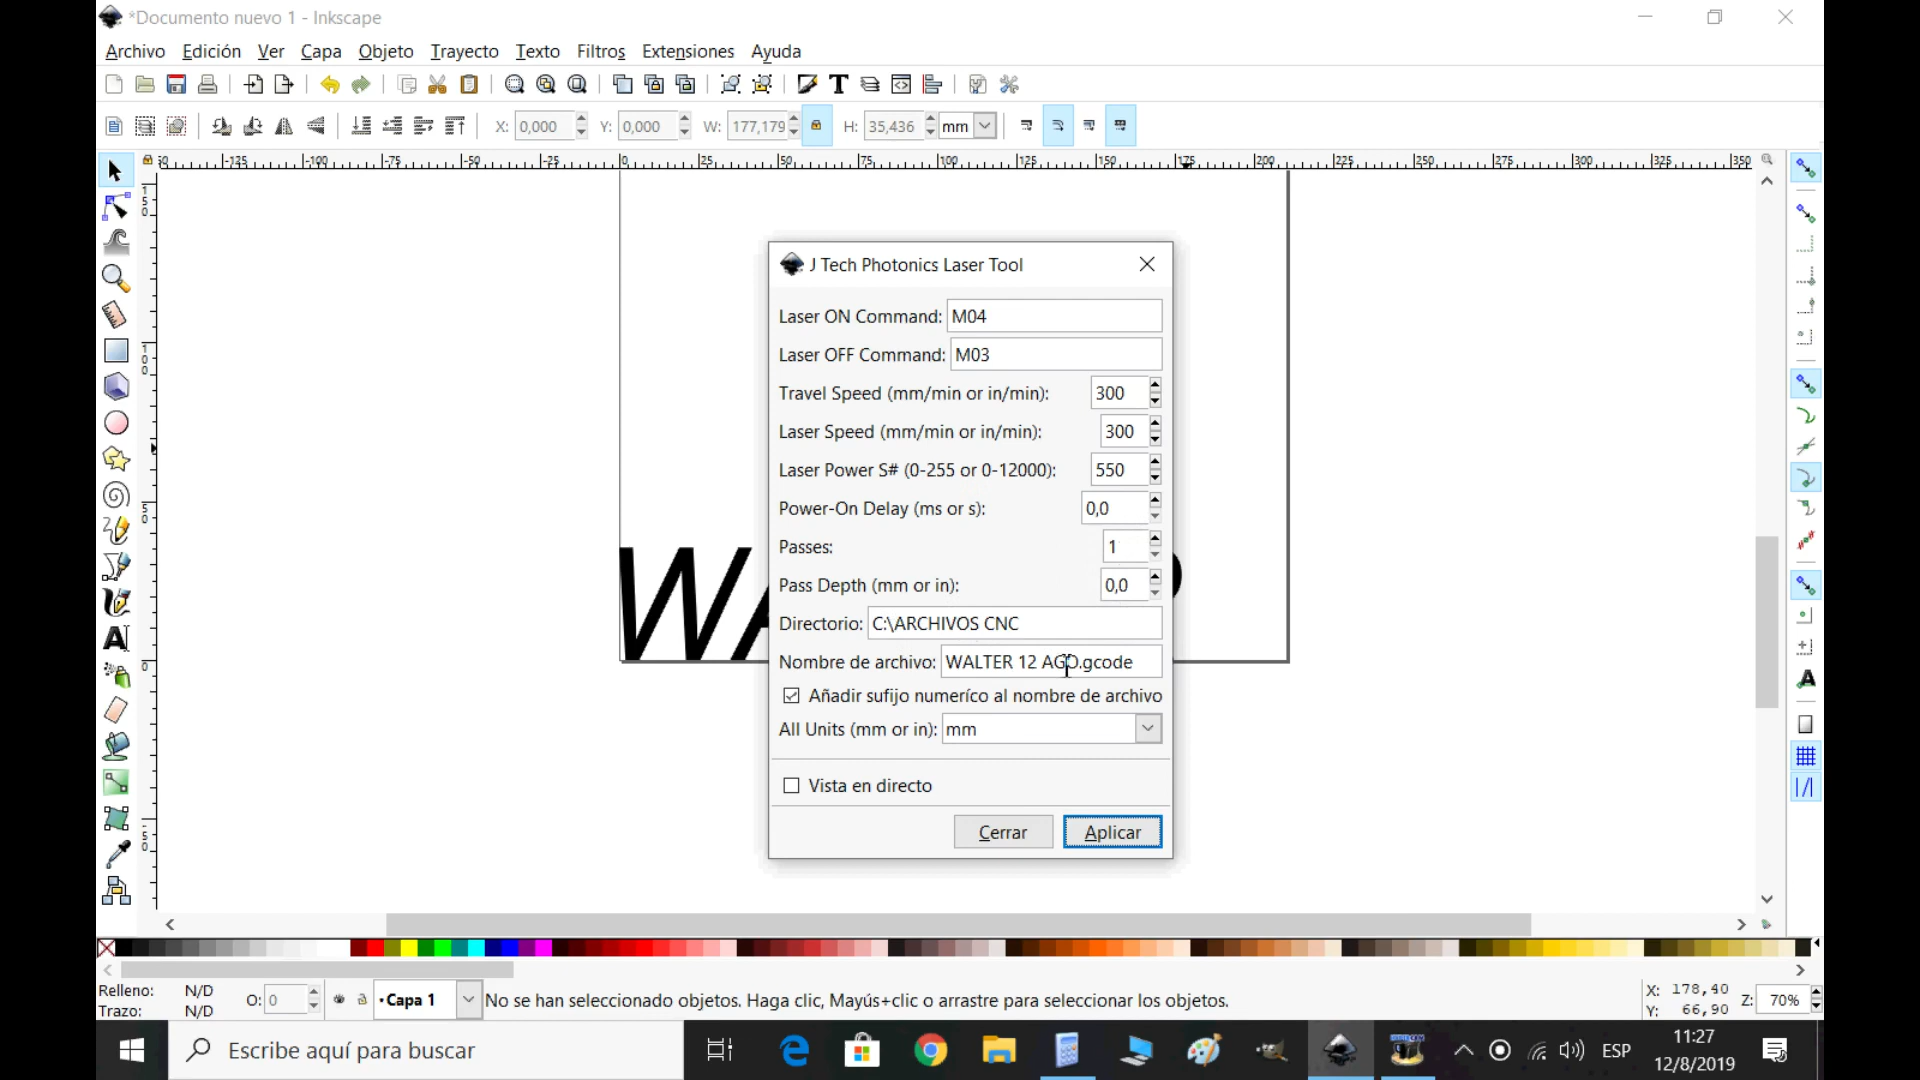 *Documento nuevo 1 - Inkscape
Archivo Edición Ver Capa Objeto Trayecto Texto Filtros Extensiones Ayuda
X: 0,000 Y: 0,000 W: 177,179 H: 35,436 mm
J Tech Photonics Laser Tool
Laser ON Command: M04
Laser OFF Command: M03
Travel Speed (mm/min or in/min): 300
Laser Speed (mm/min or in/min): 300
Laser Power S# (0-255 or 0-12000): 550
Power-On Delay (ms or s): 0,0
Passes: 1
Pass Depth (mm or in): 0,0
Directorio: C:\ARCHIVOS CNC
Nombre de archivo: WALTER 12 AGO.gcode
Añadir sufijo numeríco al nombre de archivo
All Units (mm or in): mm
Vista en directo
Cerrar Aplicar
Relleno: N/D
Trazo: N/D
O: 0
Capa 1
No se han seleccionado objetos. Haga clic, Mayús+clic o arrastre para seleccionar los objetos.
X: 178,40
Y: 66,90
Z: 70%
Escribe aquí para buscar
ESP
11:27
12/8/2019